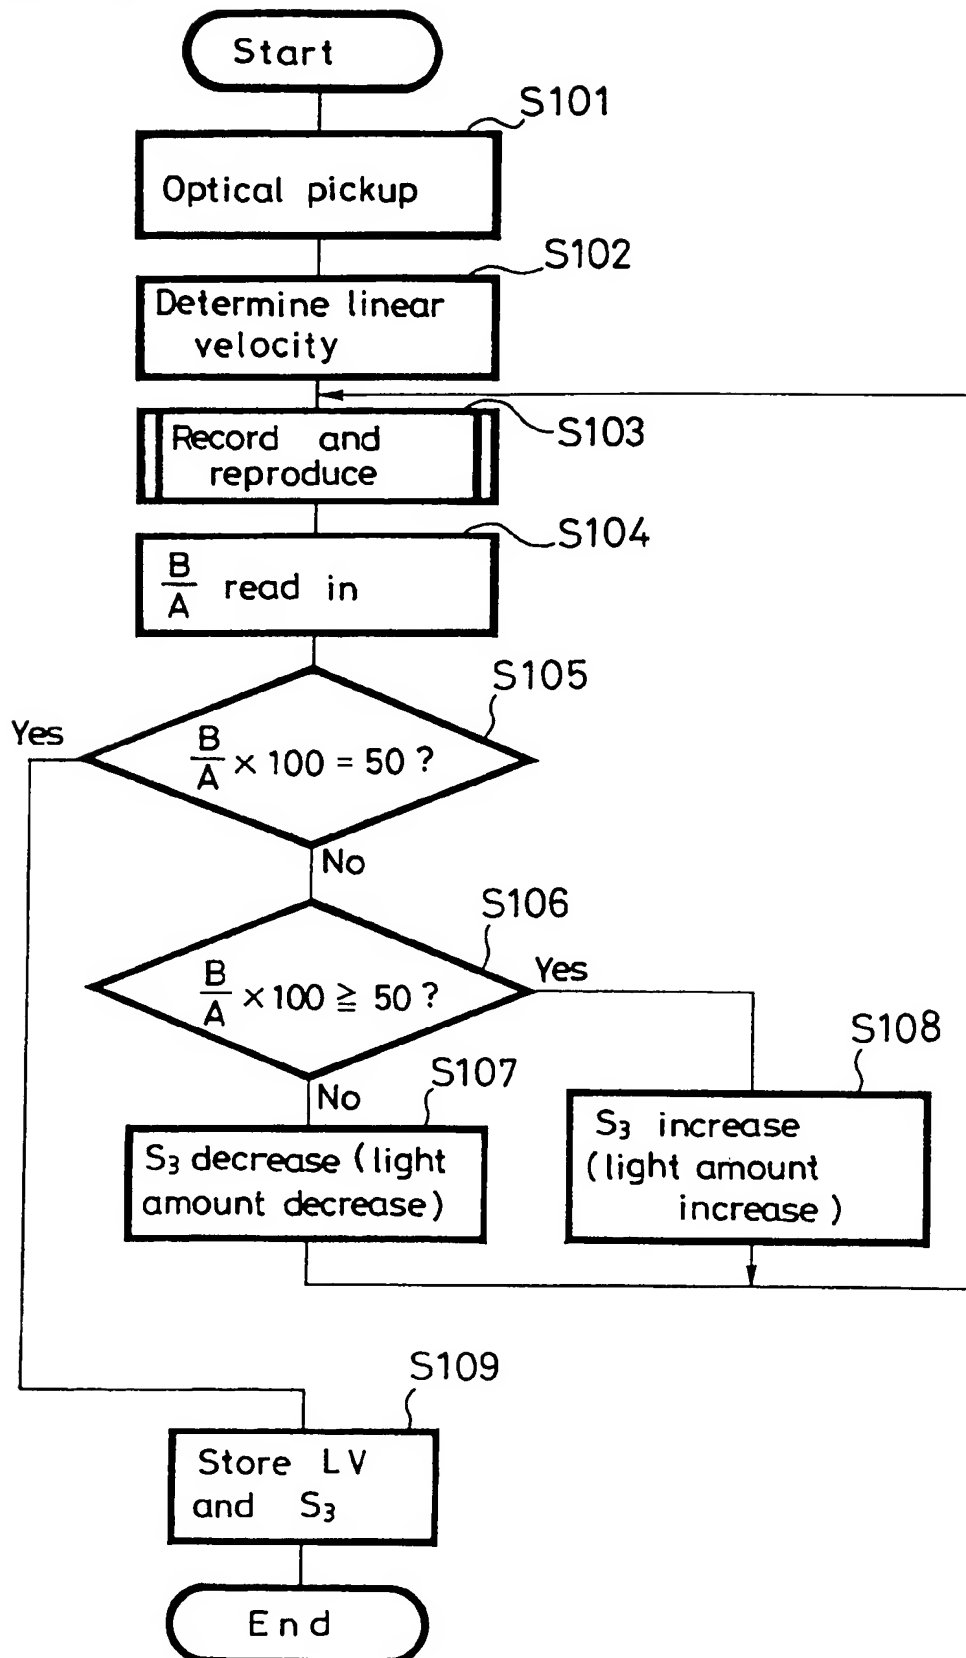 Start
S101
Optical pickup
S102
Determine linear
velocity
S103
Record and
reproduce
S104
B/A read in
S105
Yes
B/A × 100 = 50 ?
No
S106
Yes
B/A × 100 ≧ 50 ?
No
S107
S108
S₃ decrease (light
amount decrease)
S₃ increase
(light amount
increase)
S109
Store LV
and S₃
End